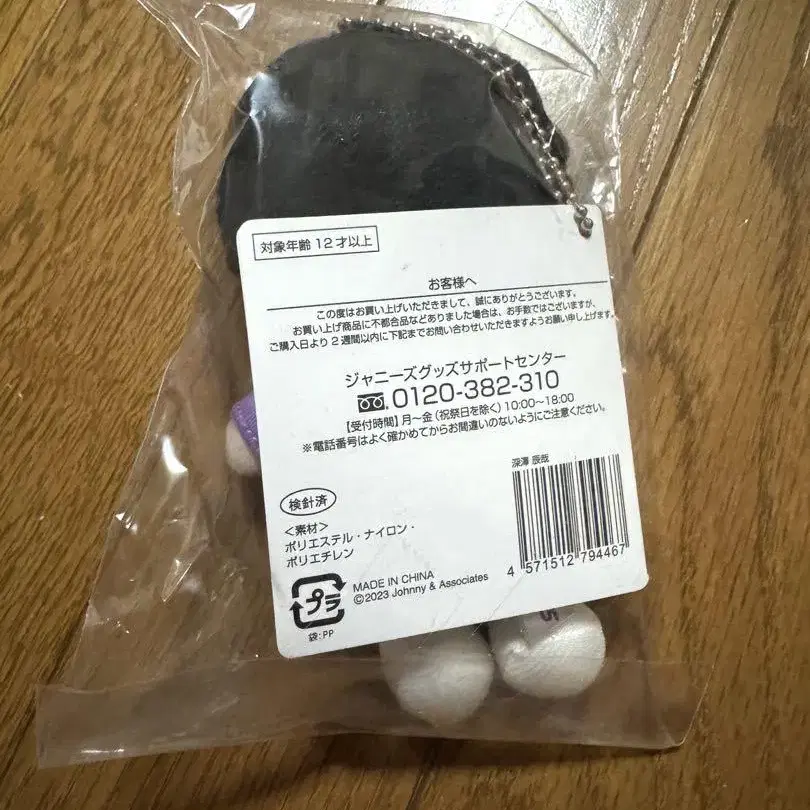 対象年齢 12才以上
お客様へ
この度はお買い上げいただきまして、誠にありがとうございます。
お買い上げ商品に不都合品などありました場合は、お手数ではございますが、
ご購入日より2週間以内に下記までお問い合わせいただきますようお願い申し上げます。
ジャニーズグッズサポートセンター
0120-382-310
【受付時間】月〜金(祝祭日を除く)10:00〜18:00
※電話番号はよく確かめてからお間違いのないようにご注意ください。
深澤 辰哉
検針済
<素材>
ポリエステル・ナイロン・
ポリエチレン
4 571512 794467
プラ
袋:PP
MADE IN CHINA
©2023 Johnny & Associates
S